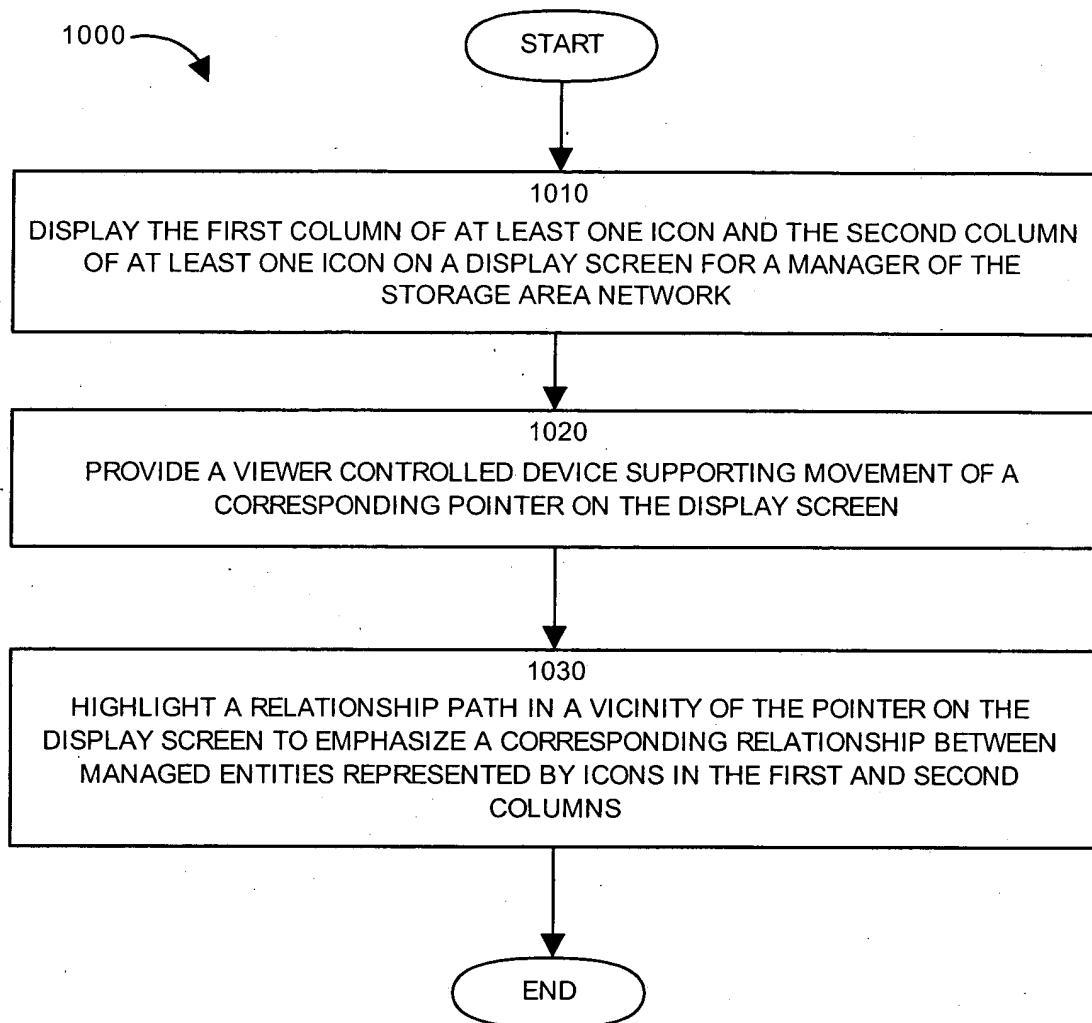 1000
START
1010
DISPLAY THE FIRST COLUMN OF AT LEAST ONE ICON AND THE SECOND COLUMN
OF AT LEAST ONE ICON ON A DISPLAY SCREEN FOR A MANAGER OF THE
STORAGE AREA NETWORK
1020
PROVIDE A VIEWER CONTROLLED DEVICE SUPPORTING MOVEMENT OF A
CORRESPONDING POINTER ON THE DISPLAY SCREEN
1030
HIGHLIGHT A RELATIONSHIP PATH IN A VICINITY OF THE POINTER ON THE
DISPLAY SCREEN TO EMPHASIZE A CORRESPONDING RELATIONSHIP BETWEEN
MANAGED ENTITIES REPRESENTED BY ICONS IN THE FIRST AND SECOND
COLUMNS
END